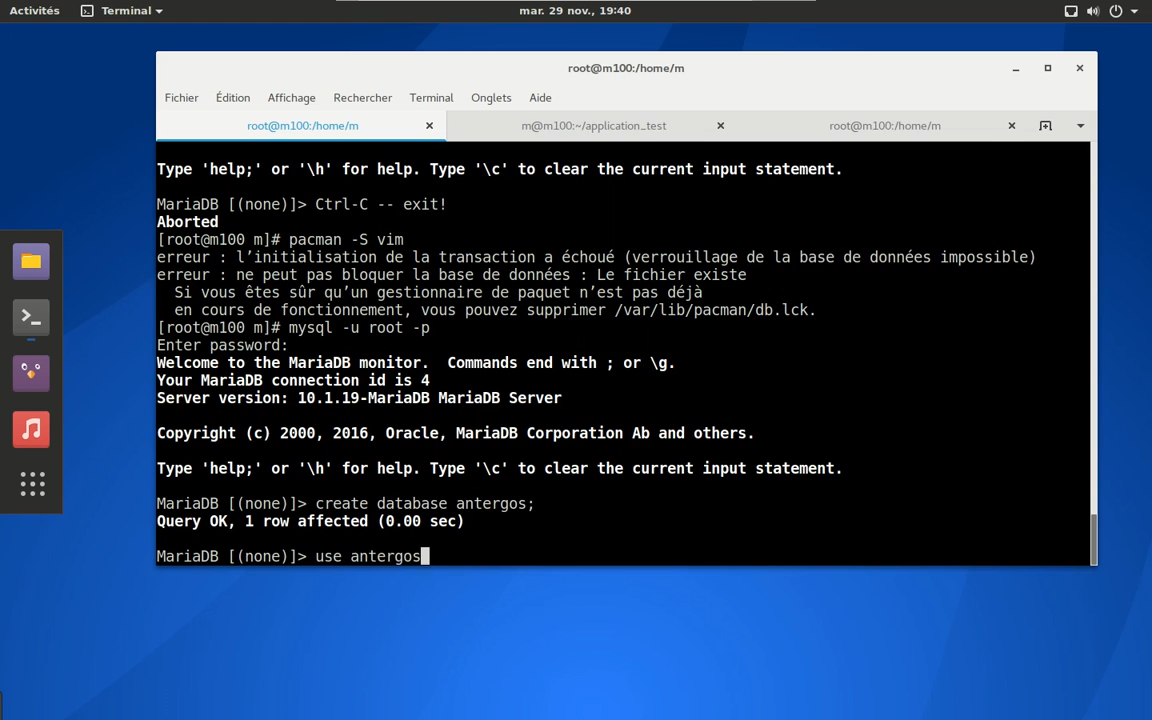 Activités Terminal mar. 29 nov., 19:40
root@m100:/home/m
Fichier Édition Affichage Rechercher Terminal Onglets Aide
root@m100:/home/m m@m100:~/application_test root@m100:/home/m
Type 'help;' or '\h' for help. Type '\c' to clear the current input statement.
MariaDB [(none)]> Ctrl-C -- exit!
Aborted
[root@m100 m]# pacman -S vim
erreur : l’initialisation de la transaction a échoué (verrouillage de la base de données impossible)
erreur : ne peut pas bloquer la base de données : Le fichier existe
Si vous êtes sûr qu’un gestionnaire de paquet n’est pas déjà
en cours de fonctionnement, vous pouvez supprimer /var/lib/pacman/db.lck.
[root@m100 m]# mysql -u root -p
Enter password:
Welcome to the MariaDB monitor.  Commands end with ; or \g.
Your MariaDB connection id is 4
Server version: 10.1.19-MariaDB MariaDB Server
Copyright (c) 2000, 2016, Oracle, MariaDB Corporation Ab and others.
Type 'help;' or '\h' for help. Type '\c' to clear the current input statement.
MariaDB [(none)]> create database antergos;
Query OK, 1 row affected (0.00 sec)
MariaDB [(none)]> use antergos